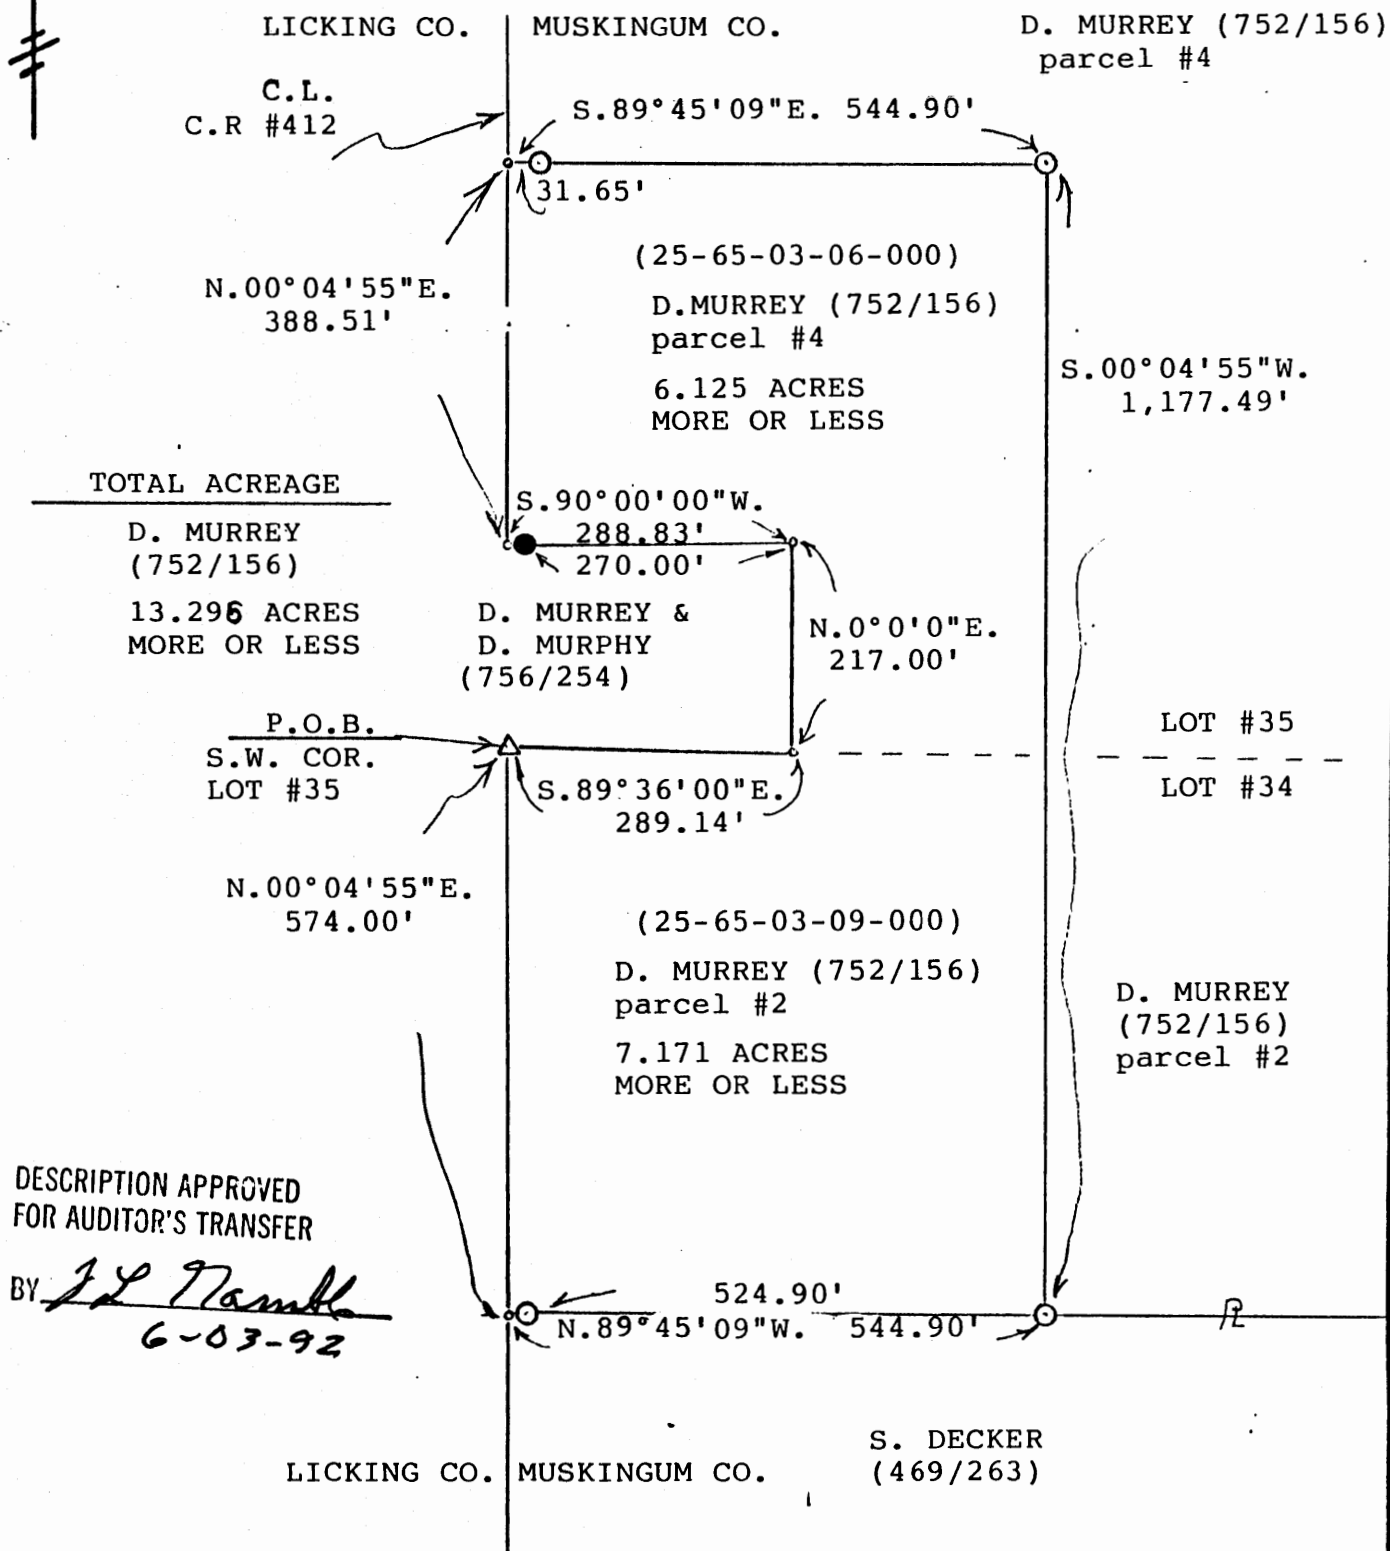 LICKING CO. MUSKINGUM CO.
D. MURREY (752/156)
parcel #4
C.L.
C.R #412
S.89°45'09"E. 544.90'
31.65'
(25-65-03-06-000)
N.00°04'55"E.
388.51'
D.MURREY (752/156)
parcel #4
6.125 ACRES
MORE OR LESS
S.00°04'55"W.
1,177.49'
TOTAL ACREAGE
D. MURREY
(752/156)
13.296 ACRES
MORE OR LESS
S.90°00'00"W.
288.83'
270.00'
D. MURREY &
D. MURPHY
(756/254)
N.0°0'0"E.
217.00'
P.O.B.
S.W. COR.
LOT #35
LOT #35
LOT #34
S.89°36'00"E.
289.14'
N.00°04'55"E.
574.00'
(25-65-03-09-000)
D. MURREY (752/156)
parcel #2
7.171 ACRES
MORE OR LESS
D. MURREY
(752/156)
parcel #2
DESCRIPTION APPROVED
FOR AUDITOR'S TRANSFER
BY
6-03-92
524.90'
N.89°45'09"W. 544.90'
PL
S. DECKER
(469/263)
LICKING CO. MUSKINGUM CO.